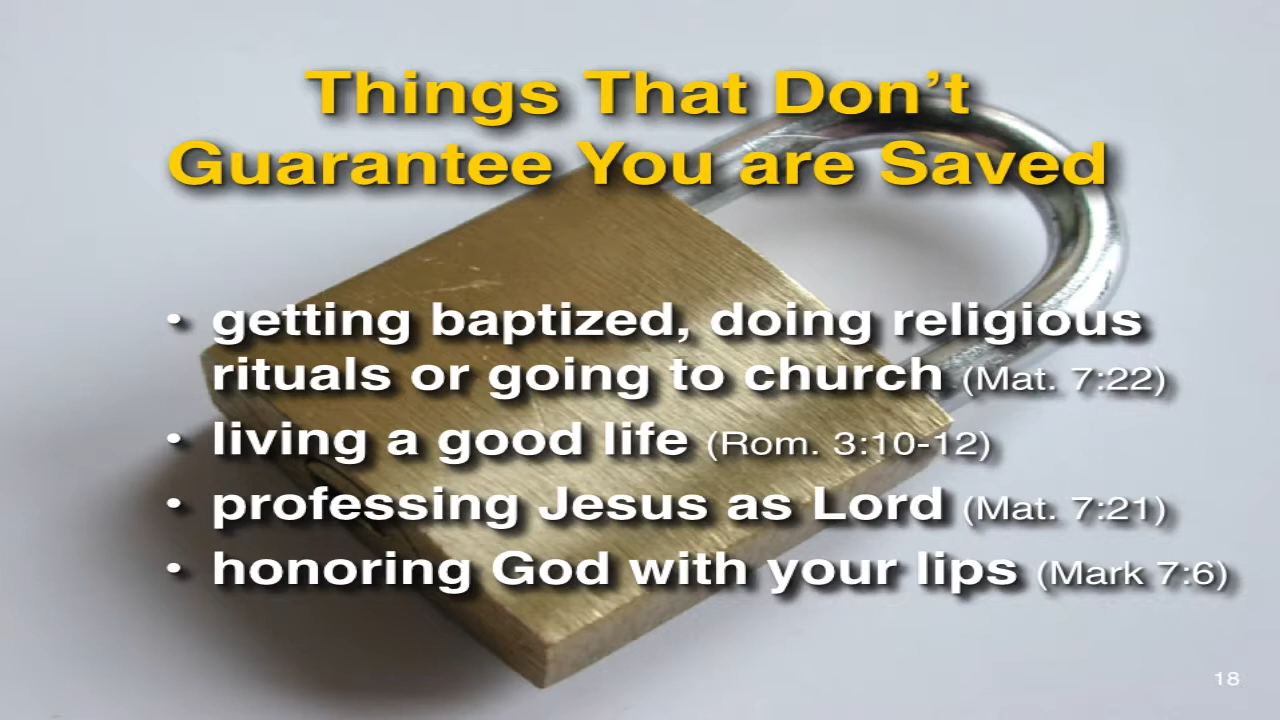 Things That Don’t
Guarantee You are Saved
• getting baptized, doing religious
rituals or going to church (Mat. 7:22)
• living a good life (Rom. 3:10-12)
• professing Jesus as Lord (Mat. 7:21)
• honoring God with your lips (Mark 7:6)
18